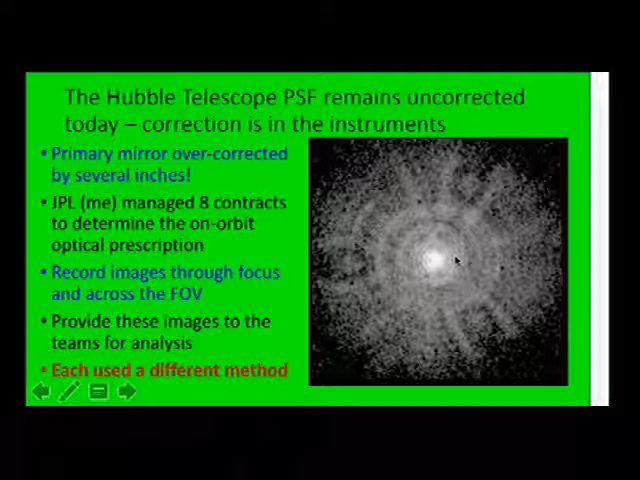 The Hubble Telescope PSF remains uncorrected
today – correction is in the instruments
• Primary mirror over-corrected
by several inches!
• JPL (me) managed 8 contracts
to determine the on-orbit
optical prescription
• Record images through focus
and across the FOV
• Provide these images to the
teams for analysis
• Each used a different method